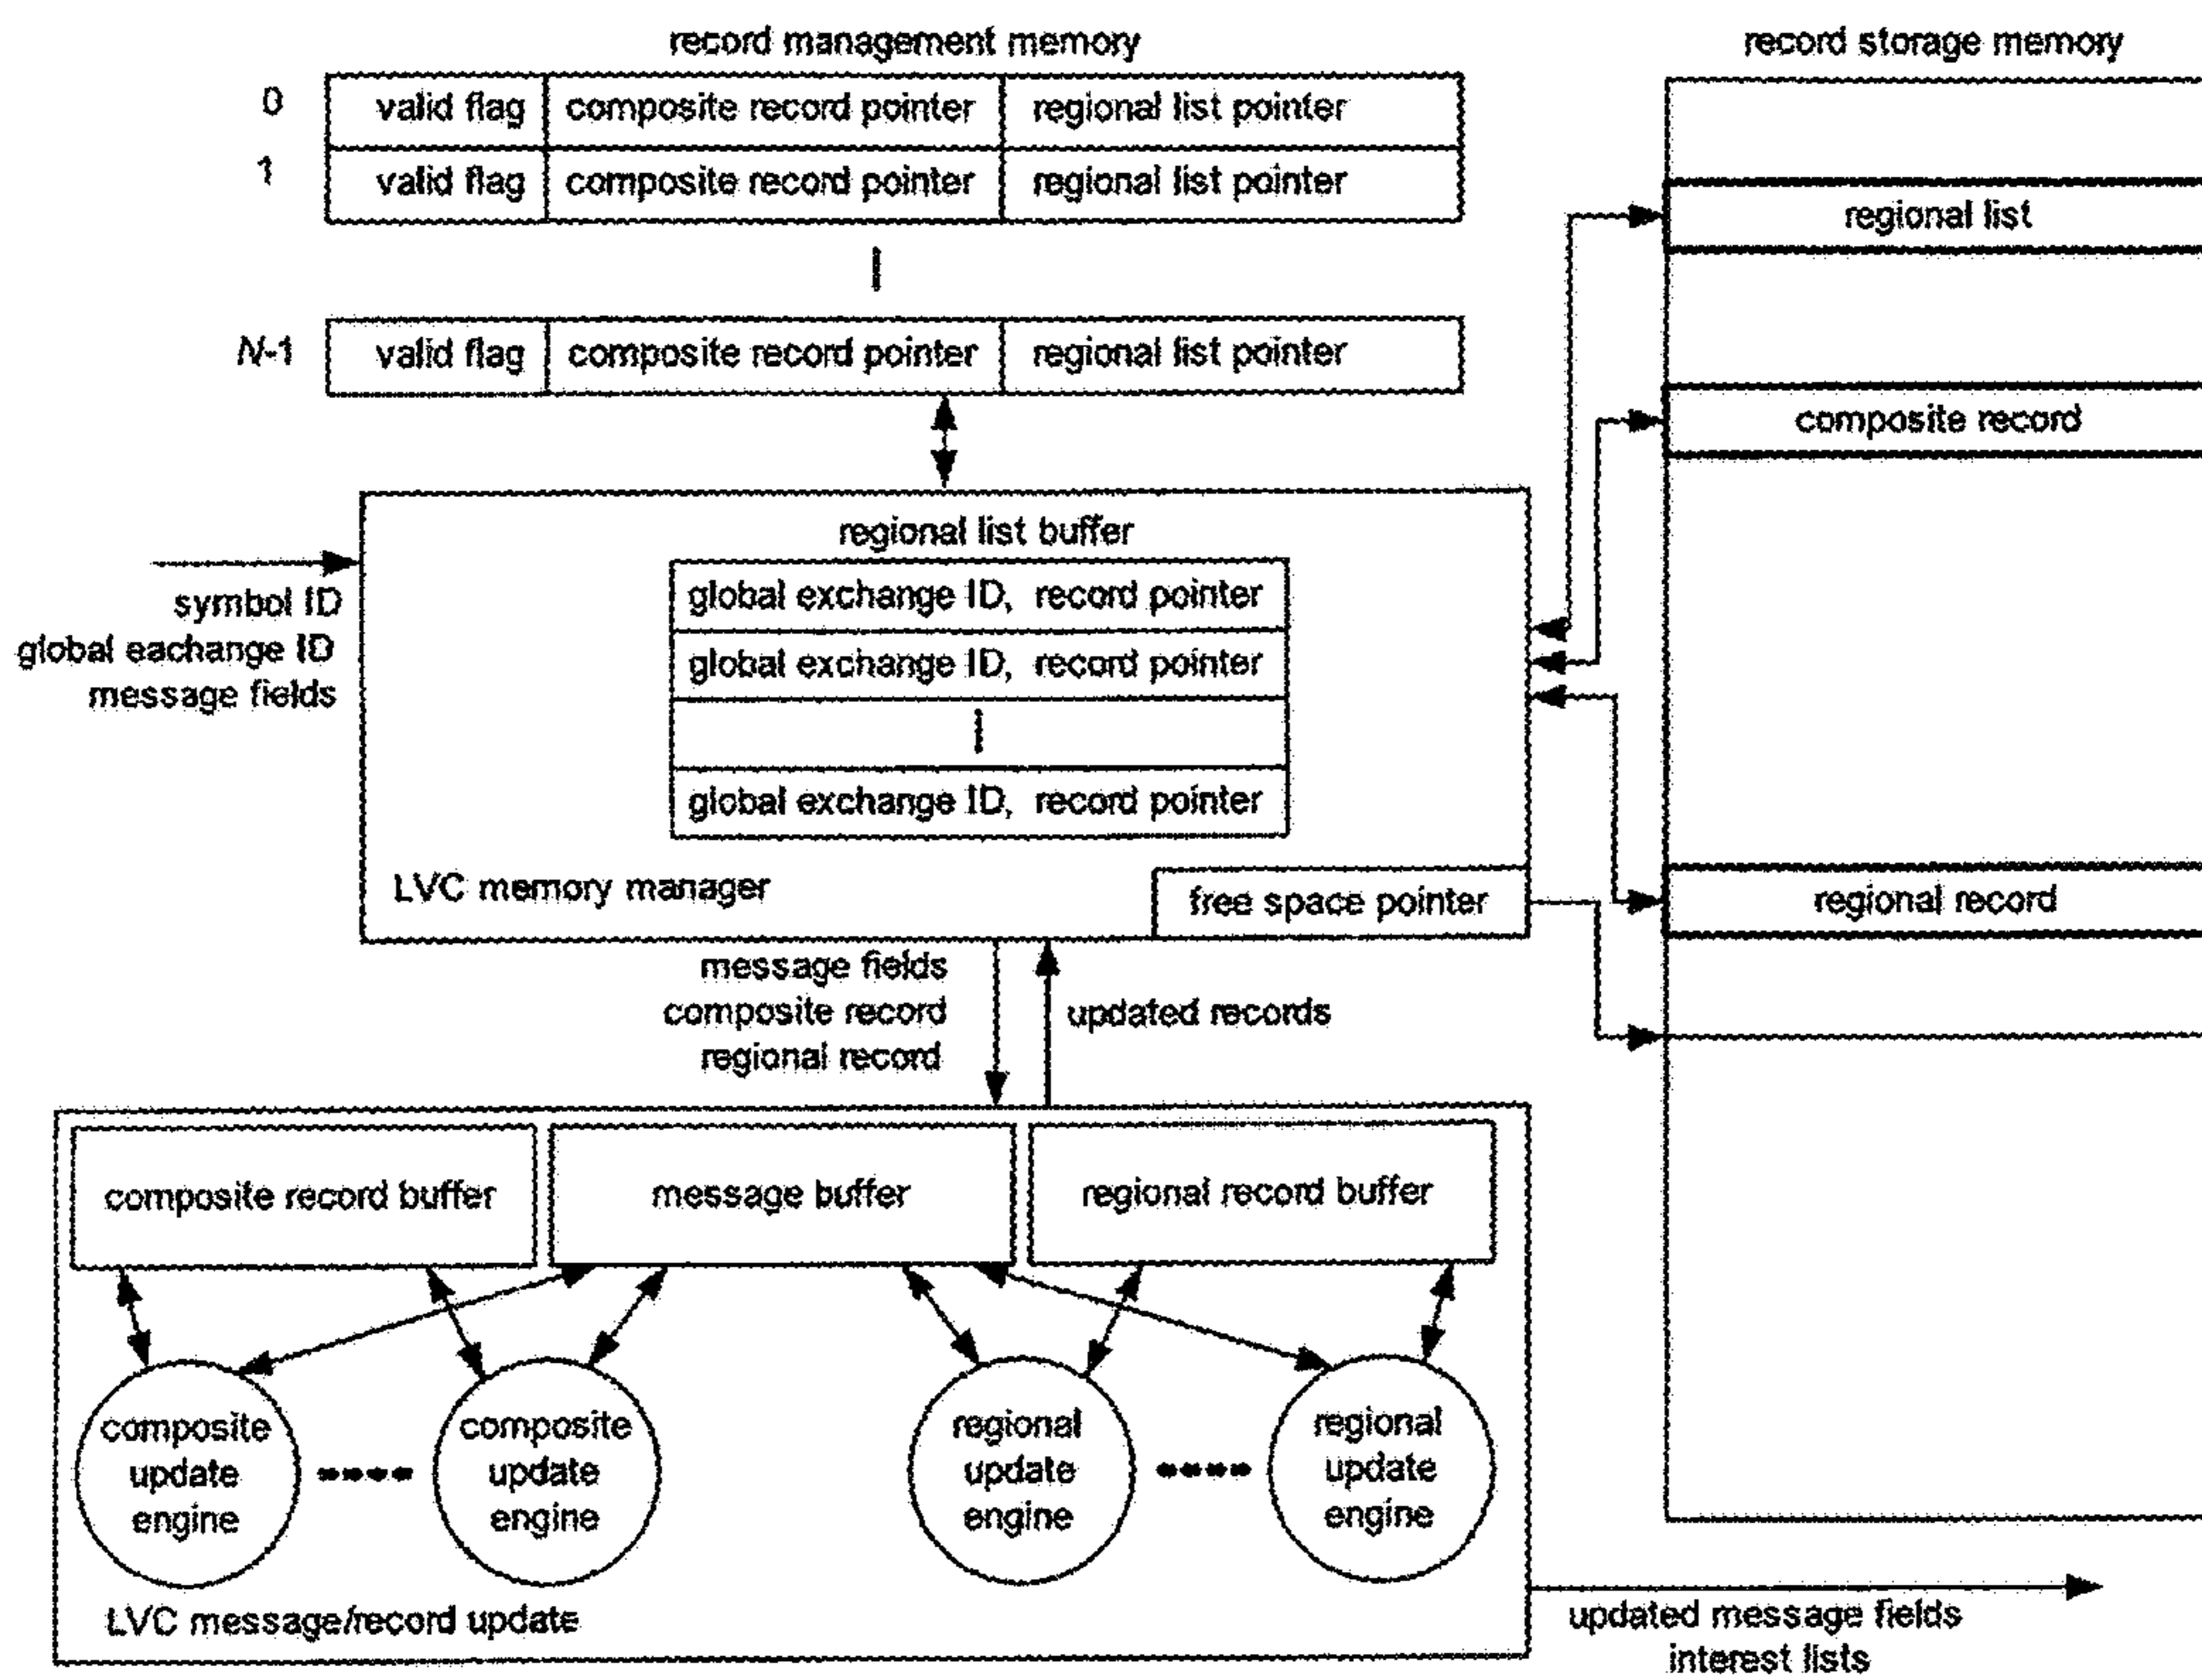 record management memory
record storage memory
0 valid flag composite record pointer regional list pointer
1 valid flag composite record pointer regional list pointer
N-1 valid flag composite record pointer regional list pointer
regional list
composite record
regional record
symbol ID
global eachange ID
message fields
regional list buffer
global exchange ID, record pointer
global exchange ID, record pointer
global exchange ID, record pointer
LVC memory manager
free space pointer
message fields
composite record
regional record
updated records
composite record buffer
message buffer
regional record buffer
composite
update
engine
composite
update
engine
regional
update
engine
regional
update
engine
LVC message/record update
updated message fields
interest lists